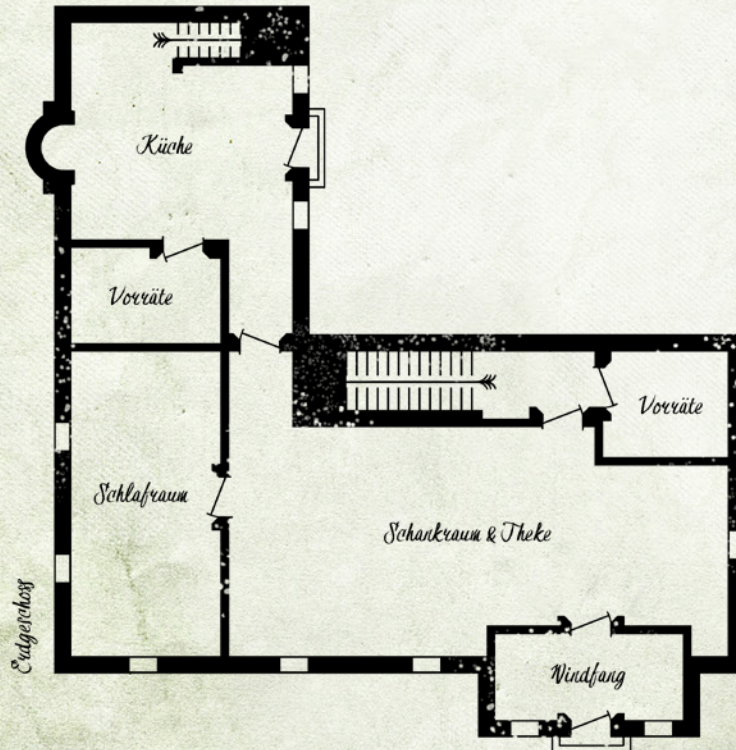 Küche
Vorräte
Vorräte
Schlafraum
Schankraum & Theke
Windfang
Erdgeschoss